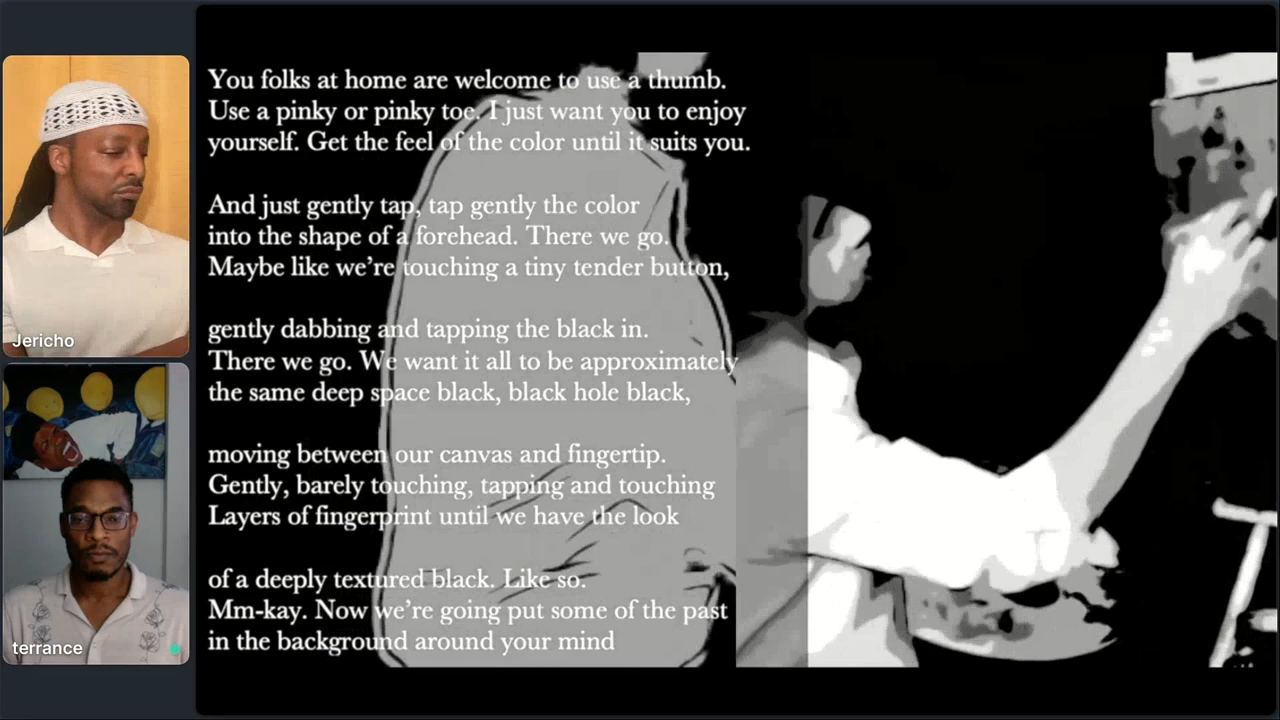 You folks at home are welcome to use a thumb.
Use a pinky or pinky toe. I just want you to enjoy
yourself. Get the feel of the color until it suits you.
And just gently tap, tap gently the color
into the shape of a forehead. There we go.
Maybe like we’re touching a tiny tender button,
gently dabbing and tapping the black in.
There we go. We want it all to be approximately
the same deep space black, black hole black,
moving between our canvas and fingertip.
Gently, barely touching, tapping and touching
Layers of fingerprint until we have the look
of a deeply textured black. Like so.
Mm-kay. Now we’re going put some of the past
in the background around your mind
Jericho
terrance